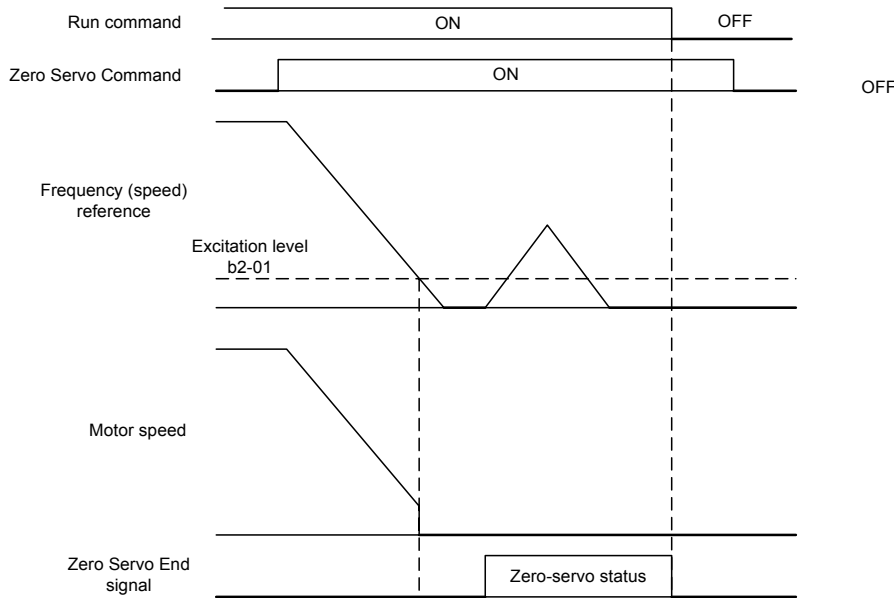 Run command
ON
OFF
Zero Servo Command
ON
OFF
Frequency (speed)
reference
Excitation level
b2-01
Motor speed
Zero Servo End
signal
Zero-servo status